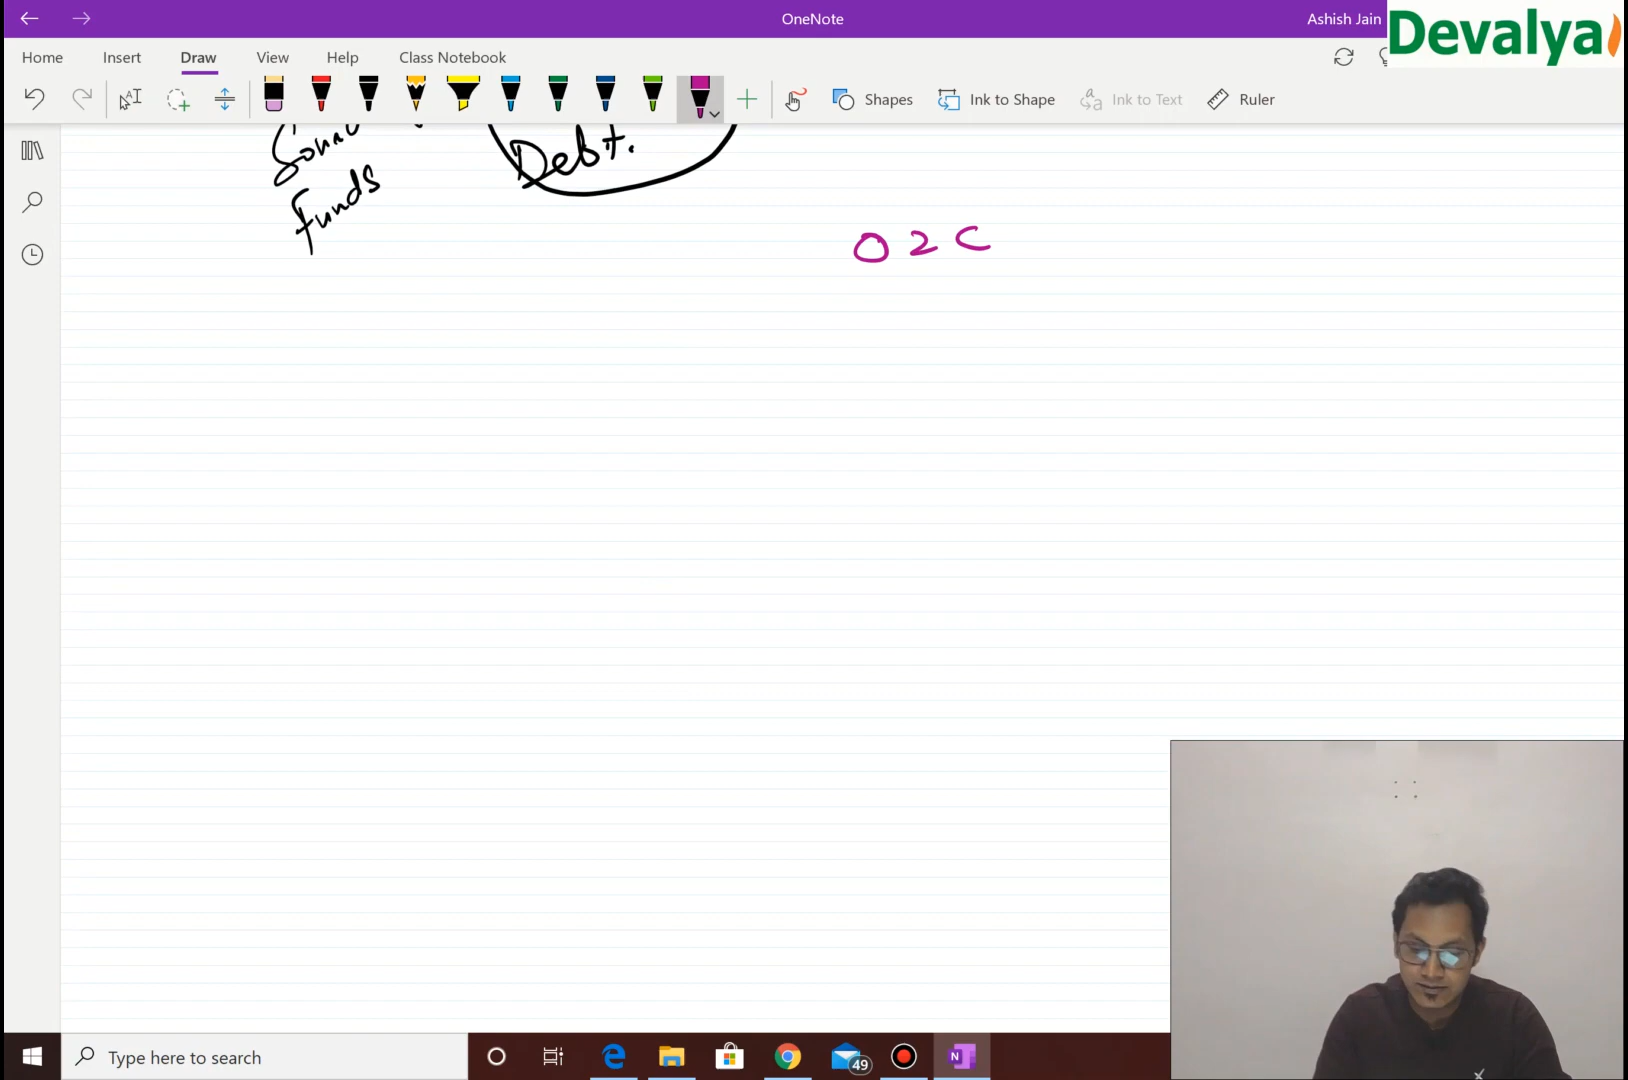 OneNote
Ashish Jain
Devalya
Home Insert Draw View Help Class Notebook
AI Shapes Ink to Shape Ink to Text Ruler
Debt.
Funds
O 2 C
Type here to search
49
N